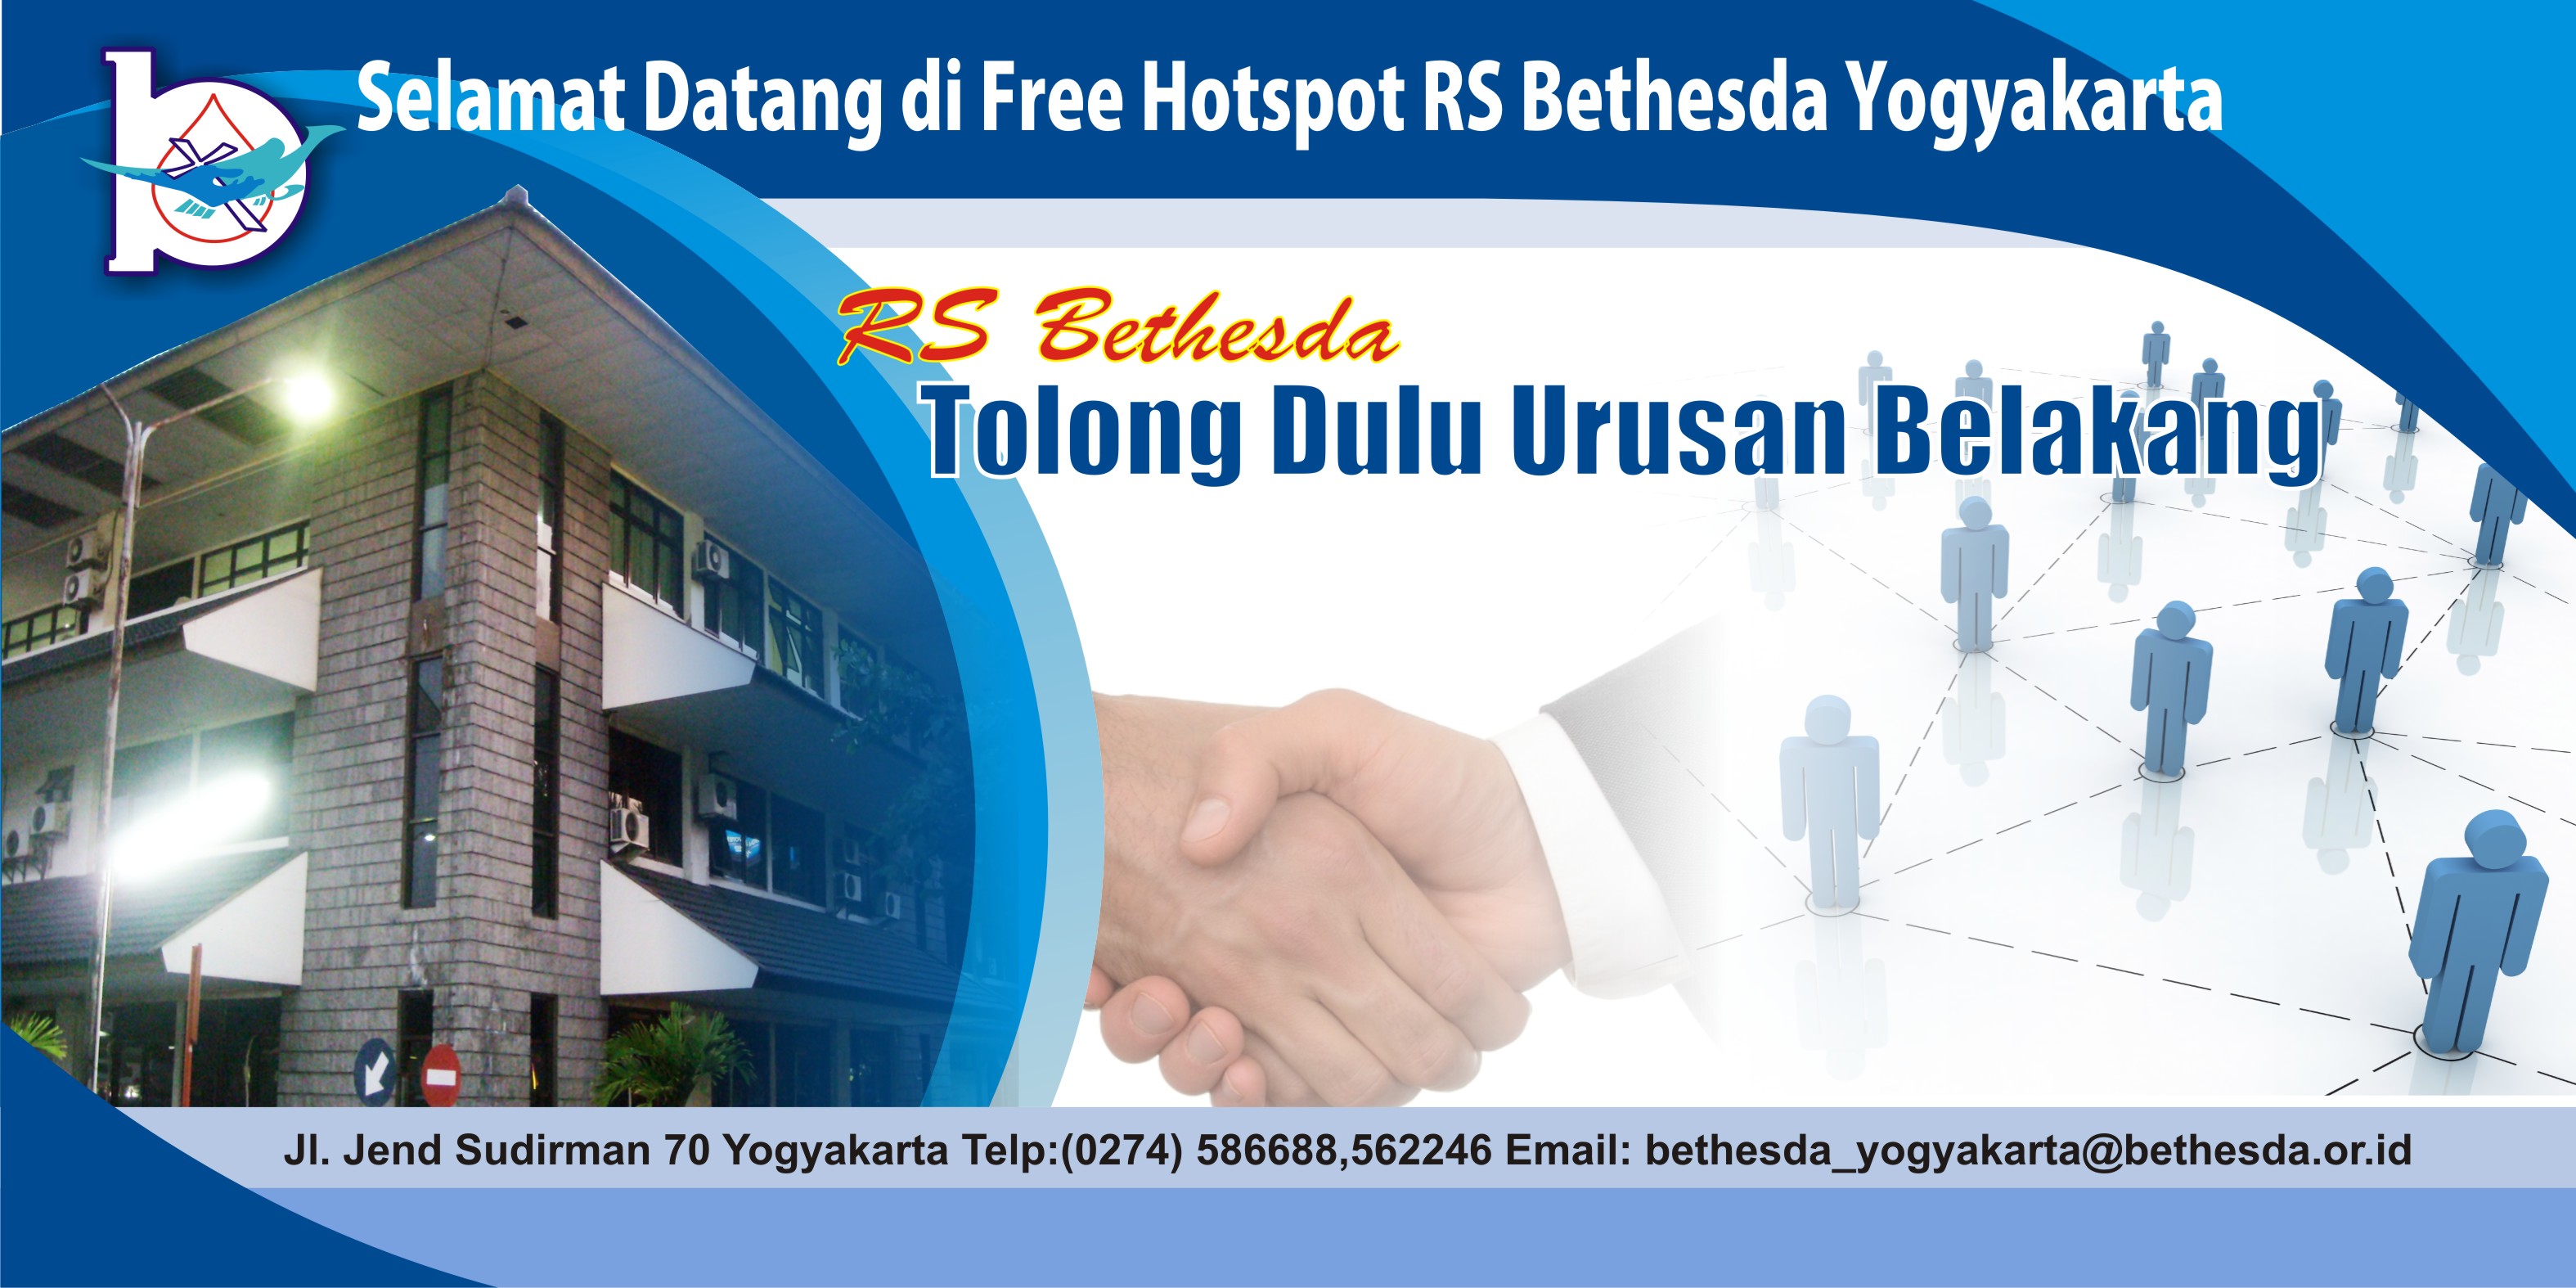 Selamat Datang di Free Hotspot RS Bethesda Yogyakarta
RS Bethesda
Tolong Dulu Urusan Belakang
Jl. Jend Sudirman 70 Yogyakarta Telp:(0274) 586688,562246 Email: bethesda_yogyakarta@bethesda.or.id